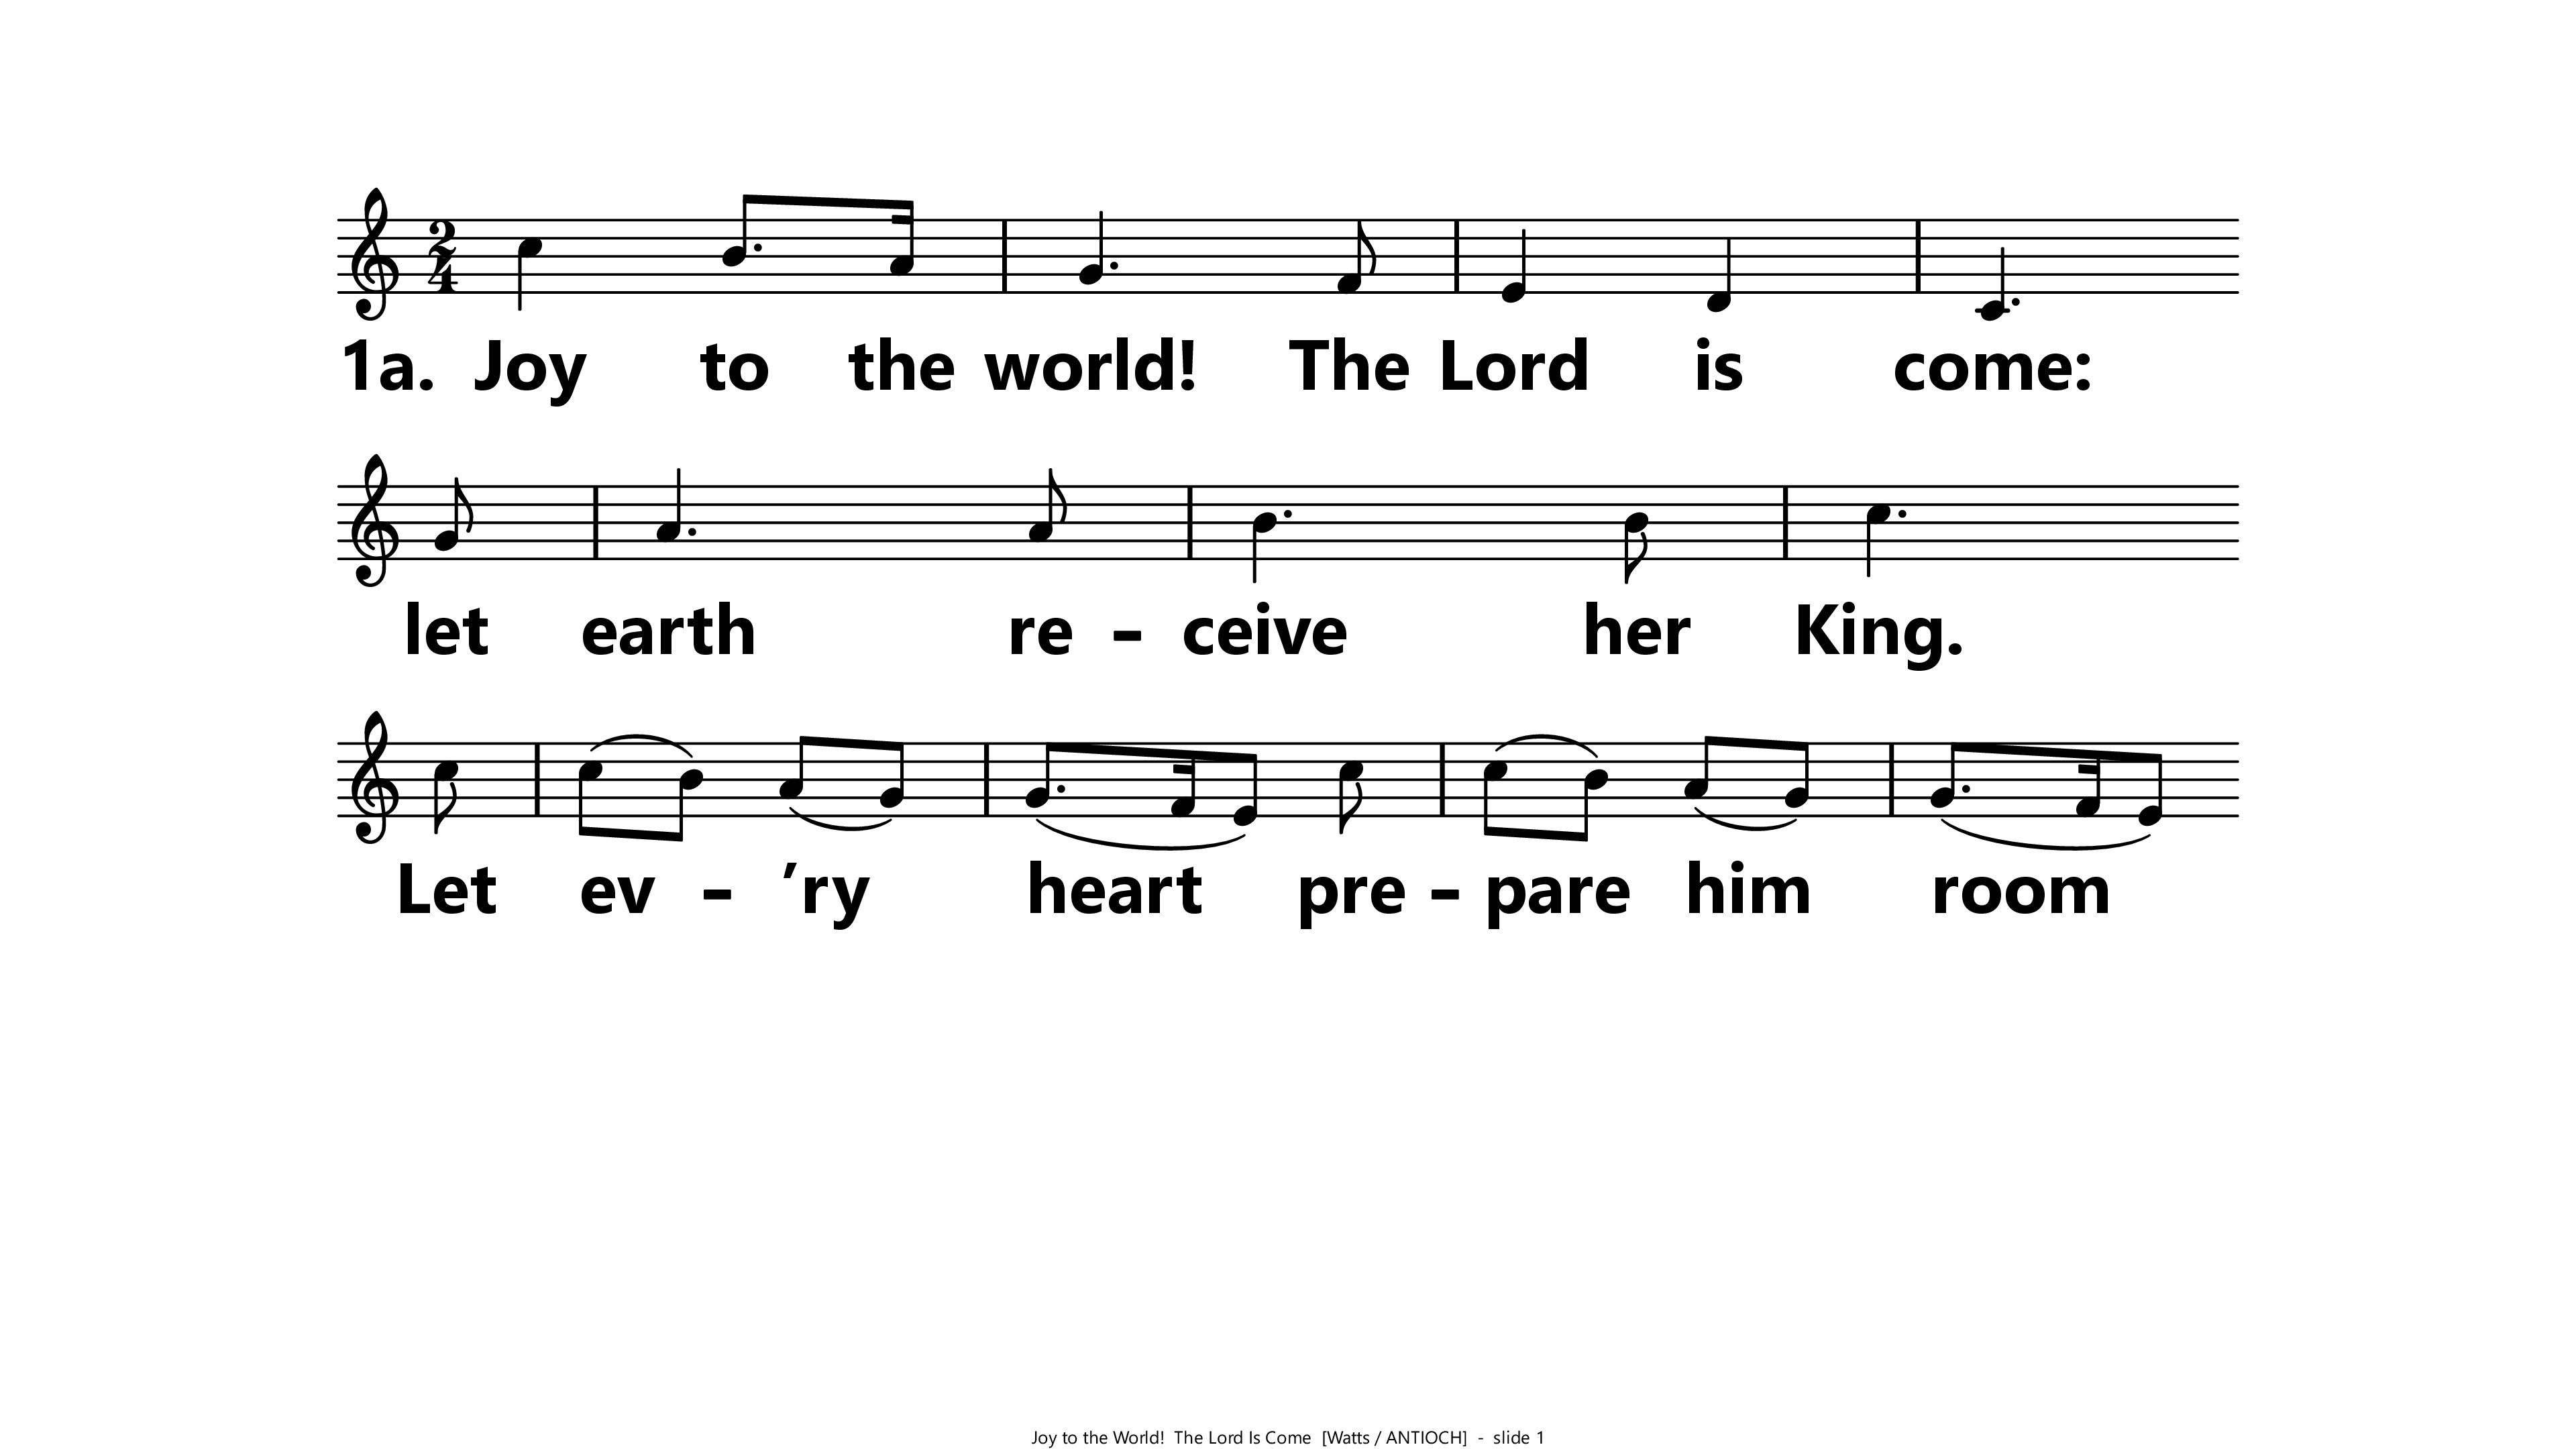 1a. Joy to the world! The Lord is come:
let earth re - ceive her King.
Let ev - ’ry heart pre - pare him room
Joy to the World! The Lord Is Come [Watts / ANTIOCH] - slide 1